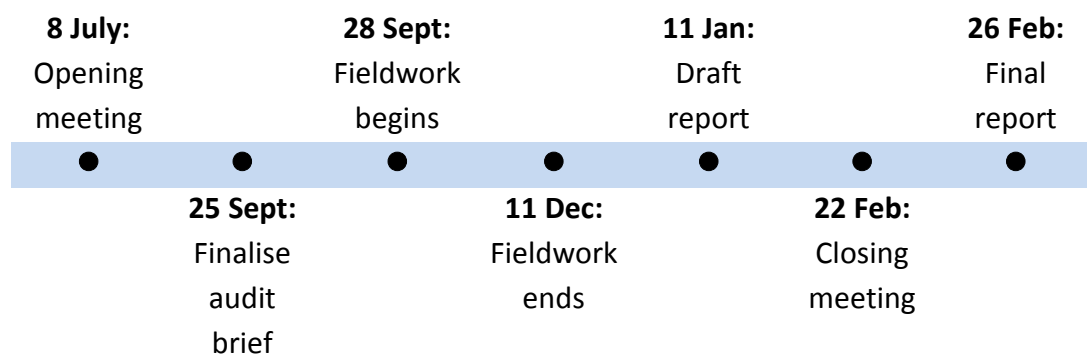 8 July:
Opening
meeting
28 Sept:
Fieldwork
begins
11 Jan:
Draft
report
26 Feb:
Final
report
25 Sept:
Finalise
audit
brief
11 Dec:
Fieldwork
ends
22 Feb:
Closing
meeting